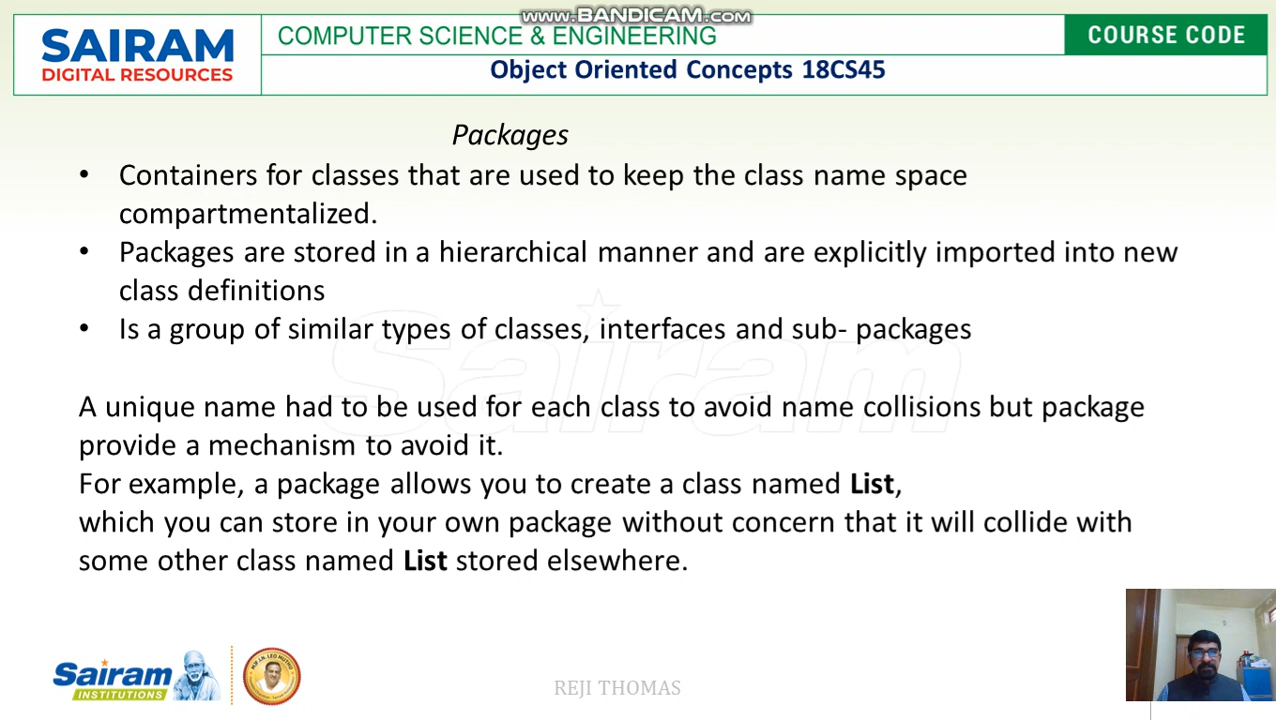 www.BANDICAM.com
SAIRAM
DIGITAL RESOURCES
COMPUTER SCIENCE & ENGINEERING
COURSE CODE
Object Oriented Concepts 18CS45
Packages
• Containers for classes that are used to keep the class name space
compartmentalized.
• Packages are stored in a hierarchical manner and are explicitly imported into new
class definitions
• Is a group of similar types of classes, interfaces and sub- packages
Sairam
A unique name had to be used for each class to avoid name collisions but package
provide a mechanism to avoid it.
For example, a package allows you to create a class named List,
which you can store in your own package without concern that it will collide with
some other class named List stored elsewhere.
Sairam
INSTITUTIONS
MJF. LN. LEO MUTHU
REJI THOMAS